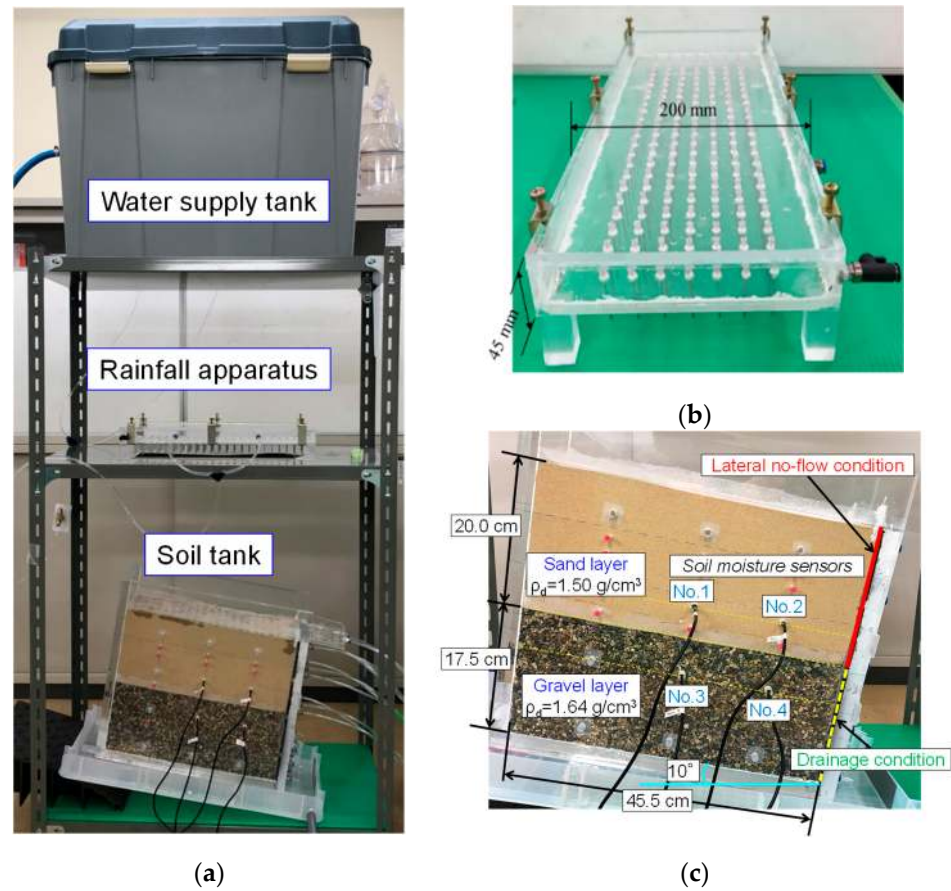 Water supply tank
Rainfall apparatus
Soil tank
(a)
200 mm
45 mm
(b)
Lateral no-flow condition
20.0 cm
Sand layer
ρd=1.50 g/cm³
Soil moisture sensors
No.1
No.2
17.5 cm
Gravel layer
ρd=1.64 g/cm³
No.3
No.4
10°
Drainage condition
45.5 cm
(c)